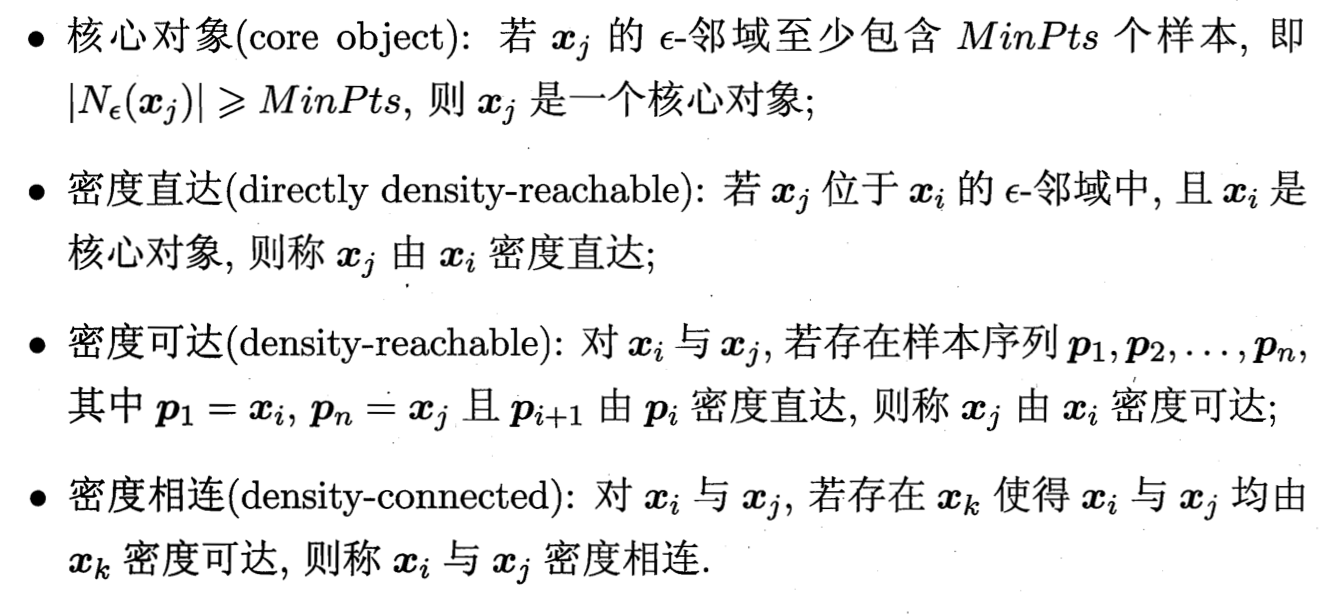 • 核心对象(core object): 若 $\boldsymbol{x}_j$ 的 $\epsilon$-邻域至少包含 $MinPts$ 个样本, 即
$|N_\epsilon(\boldsymbol{x}_j)| \geqslant MinPts$, 则 $\boldsymbol{x}_j$ 是一个核心对象;
• 密度直达(directly density-reachable): 若 $\boldsymbol{x}_j$ 位于 $\boldsymbol{x}_i$ 的 $\epsilon$-邻域中, 且 $\boldsymbol{x}_i$ 是
核心对象, 则称 $\boldsymbol{x}_j$ 由 $\boldsymbol{x}_i$ 密度直达;
• 密度可达(density-reachable): 对 $\boldsymbol{x}_i$ 与 $\boldsymbol{x}_j$, 若存在样本序列 $\boldsymbol{p}_1, \boldsymbol{p}_2, \ldots, \boldsymbol{p}_n$,
其中 $\boldsymbol{p}_1 = \boldsymbol{x}_i$, $\boldsymbol{p}_n = \boldsymbol{x}_j$ 且 $\boldsymbol{p}_{i+1}$ 由 $\boldsymbol{p}_i$ 密度直达, 则称 $\boldsymbol{x}_j$ 由 $\boldsymbol{x}_i$ 密度可达;
• 密度相连(density-connected): 对 $\boldsymbol{x}_i$ 与 $\boldsymbol{x}_j$, 若存在 $\boldsymbol{x}_k$ 使得 $\boldsymbol{x}_i$ 与 $\boldsymbol{x}_j$ 均由
$\boldsymbol{x}_k$ 密度可达, 则称 $\boldsymbol{x}_i$ 与 $\boldsymbol{x}_j$ 密度相连.